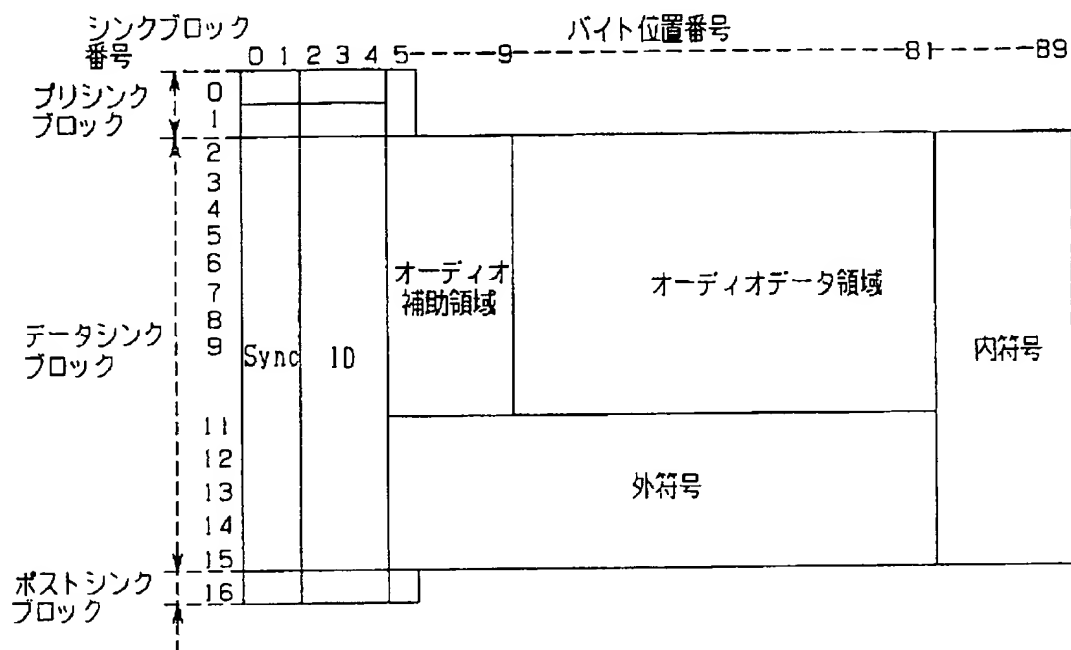 シンクブロック
番号
バイト位置番号
0 1 2 3 4 5 9 81 89
プリシンク
ブロック
0
1
データシンク
ブロック
2
3
4
5
6
7
8
9
11
12
13
14
15
Sync
ID
オーディオ
補助領域
オーディオデータ領域
内符号
外符号
ポストシンク
ブロック
16